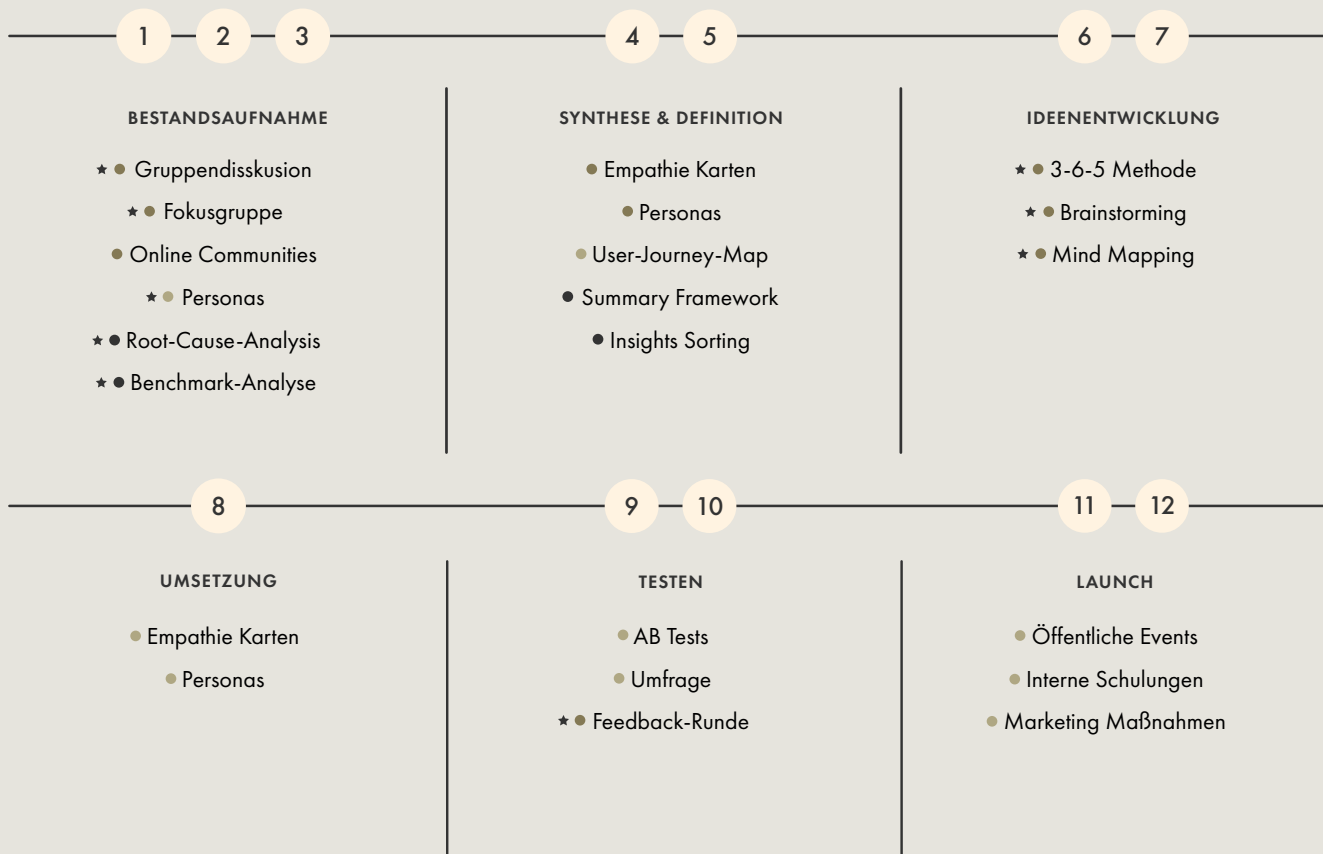 1 2 3
BESTANDSAUFNAHME
Gruppendisskusion
Fokusgruppe
Online Communities
Personas
Root-Cause-Analysis
Benchmark-Analyse
4 5
SYNTHESE & DEFINITION
Empathie Karten
Personas
User-Journey-Map
Summary Framework
Insights Sorting
6 7
IDEENENTWICKLUNG
3-6-5 Methode
Brainstorming
Mind Mapping
8
UMSETZUNG
Empathie Karten
Personas
9 10
TESTEN
AB Tests
Umfrage
Feedback-Runde
11 12
LAUNCH
Öffentliche Events
Interne Schulungen
Marketing Maßnahmen